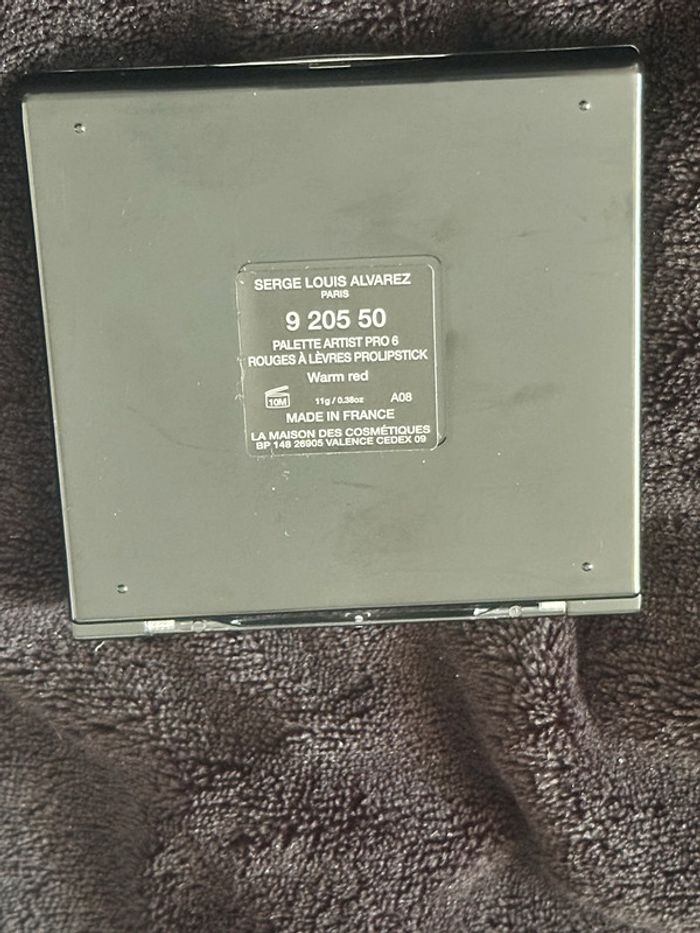 SERGE LOUIS ALVAREZ
PARIS
9 205 50
PALETTE ARTIST PRO 6
ROUGES À LÈVRES PROLIPSTICK
Warm red
10M 11g / 0.38oz A08
MADE IN FRANCE
LA MAISON DES COSMÉTIQUES
BP 148 26905 VALENCE CEDEX 09